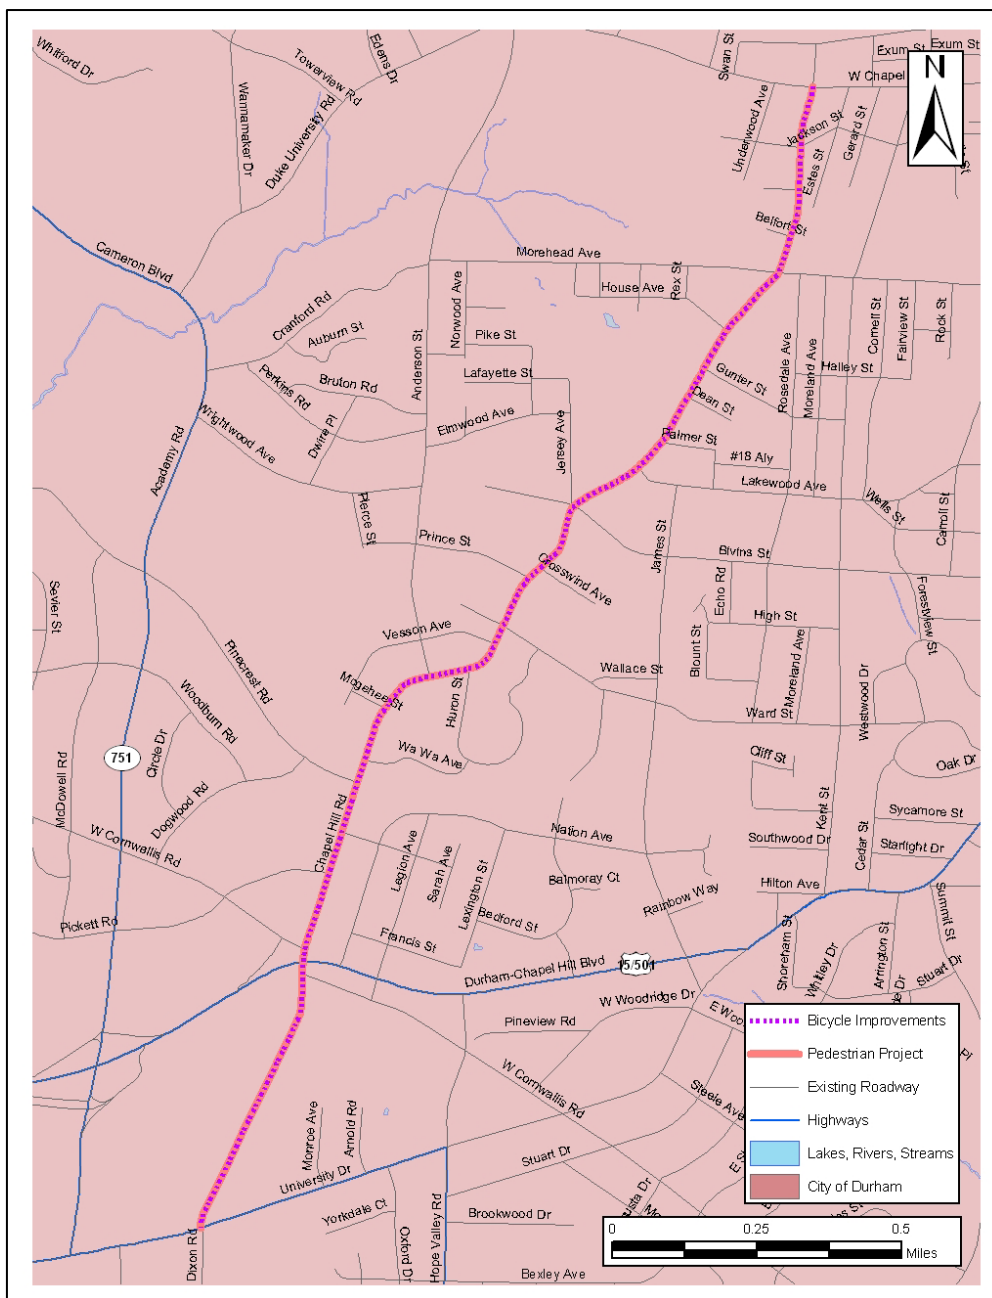 Whitford Dr
Wannamaker Dr
Towerview Rd
Edens Dr
Duke University Rd
Swan St
Exum St
Exum St
W Chapel
N
Underwood Ave
Jackson St
Gerard St
Estes St
Belfort St
Cameron Blvd
Morehead Ave
House Ave
Rex St
Cranford Rd
Auburn St
Norwood Ave
Pike St
Anderson St
Lafayette St
Perkins Rd
Bruton Rd
Dwire Pl
Elmwood Ave
Jersey Ave
Gunter St
Dean St
Palmer St
#18 Aly
Lakewood Ave
Rosedale Ave
Moreland Ave
Halley St
Cornell St
Fairview St
Rock St
Wrightwood Ave
Academy Rd
Pierce St
Prince St
Crosswind Ave
James St
Bivins St
Echo Rd
Wells St
Carroll St
Forestview St
High St
Blount St
Moreland Ave
Sevier St
Vesson Ave
Mcgehee St
Huron St
Wallace St
Ward St
Westwood Dr
Pinecrest Rd
Woodburn Rd
Circle Dr
751
McDowell Rd
Dogwood Rd
Wa Wa Ave
Cliff St
Oak Dr
Kent St
Sycamore St
W Cornwallis Rd
Chapel Hill Rd
Legion Ave
Sarah Ave
Lexington St
Nation Ave
Southwood Dr
Cedar St
Starlight Dr
Balmoray Ct
Hilton Ave
Rainbow Way
Summit St
Pickett Rd
Francis St
Bedford St
Durham-Chapel Hill Blvd
15/501
Shoreham St
Whitley Dr
Arrington St
Stuart Dr
W Woodridge Dr
Pineview Rd
W Cornwallis Rd
Steele Ave
Monroe Ave
Arnold Rd
University Dr
Stuart Dr
Yorkdale Ct
Dixon Rd
Oxford Dr
Hope Valley Rd
Brookwood Dr
Bexley Ave
Bicycle Improvements
Pedestrian Project
Existing Roadway
Highways
Lakes, Rivers, Streams
City of Durham
0 0.25 0.5
Miles